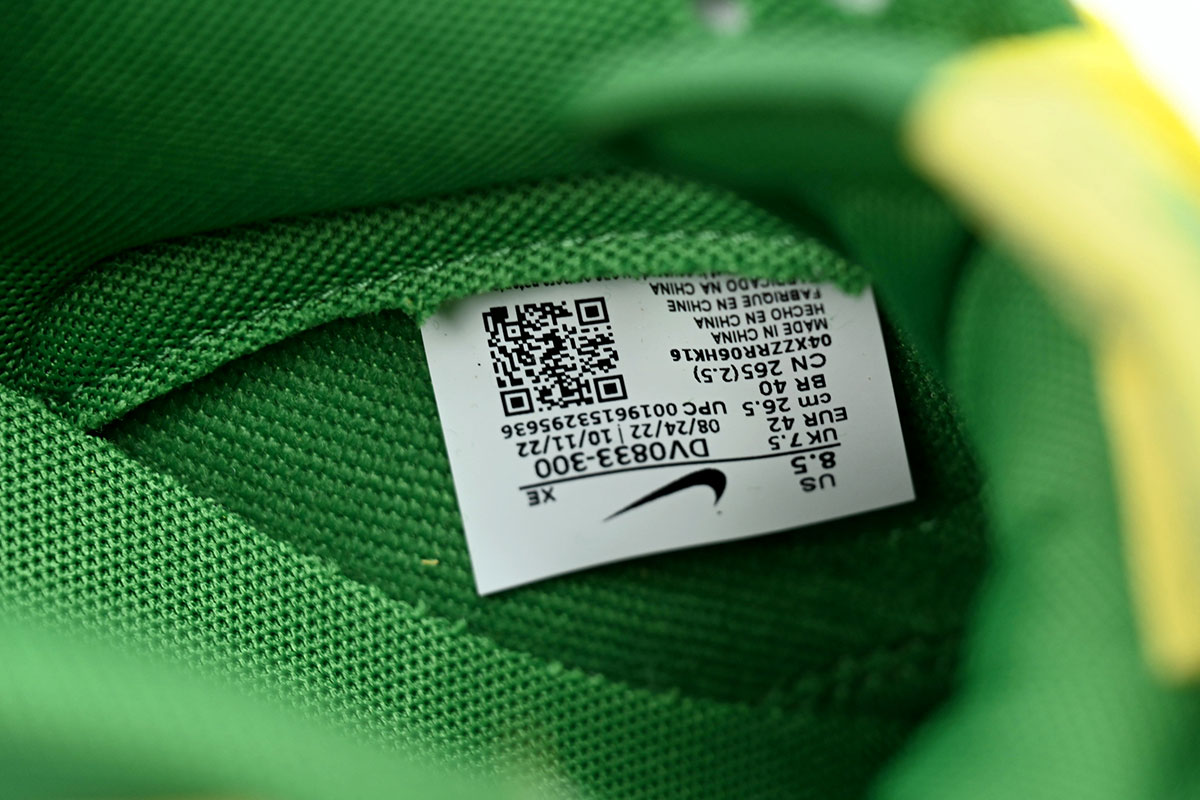 US
8.5
XE
UK 7.5
EUR 42
cm 26.5
BR 40
CN 265(2.5)
04XZZRR06HK16
MADE IN CHINA
HECHO EN CHINA
FABRIQUE EN CHINE
FABRICADO NA CHINA
DV0833-300
08/24/22 | 10/11/22
UPC 00196153295636